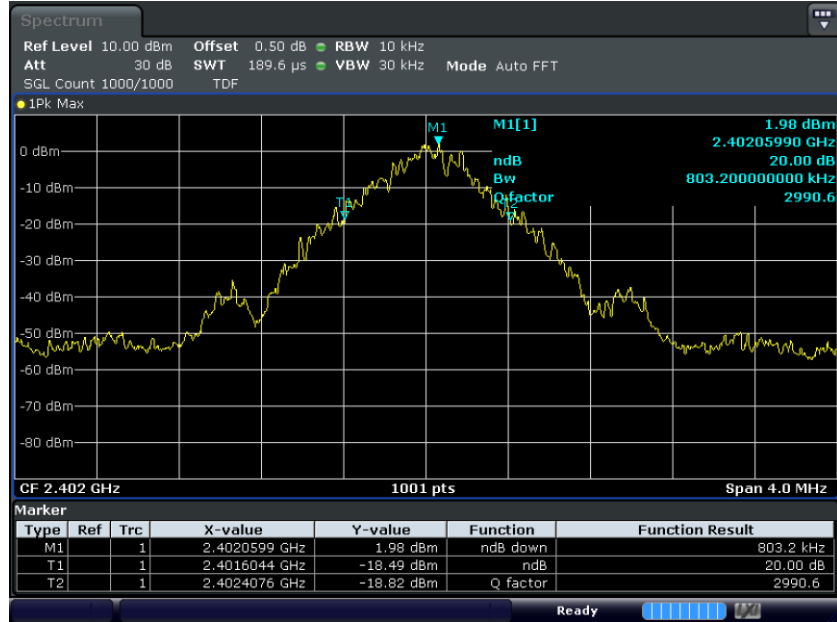 Spectrum
Ref Level 10.00 dBm Offset 0.50 dB RBW 10 kHz
Att 30 dB SWT 189.6 µs VBW 30 kHz Mode Auto FFT
SGL Count 1000/1000 TDF
1Pk Max
M1 M1[1] 1.98 dBm
2.40205990 GHz
0 dBm
ndB 20.00 dB
Bw 803.200000000 kHz
-10 dBm
T1 Q factor 2990.6
T2
-20 dBm
-30 dBm
-40 dBm
-50 dBm
-60 dBm
-70 dBm
-80 dBm
CF 2.402 GHz 1001 pts Span 4.0 MHz
Marker
Type Ref Trc X-value Y-value Function Function Result
M1 1 2.4020599 GHz 1.98 dBm ndB down 803.2 kHz
T1 1 2.4016044 GHz -18.49 dBm ndB 20.00 dB
T2 1 2.4024076 GHz -18.82 dBm Q factor 2990.6
Ready